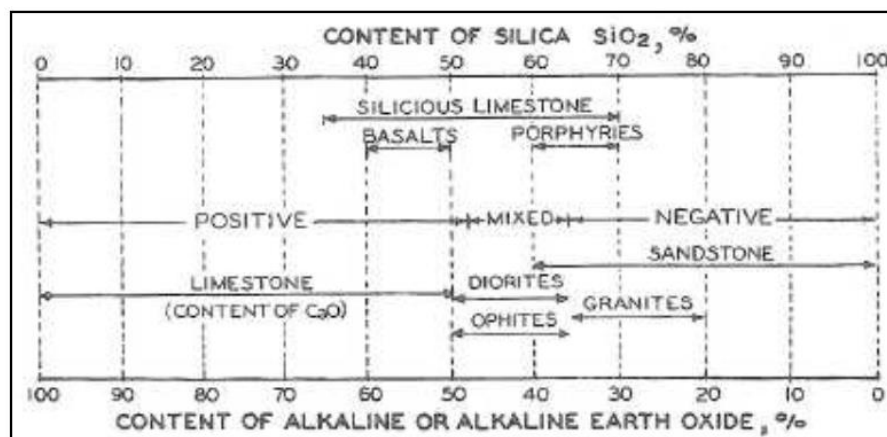 CONTENT OF SILICA SiO2, %
0 10 20 30 40 50 60 70 80 90 100
SILICIOUS LIMESTONE
BASALTS PORPHYRIES
POSITIVE MIXED NEGATIVE
SANDSTONE
LIMESTONE DIORITES
(CONTENT OF CaO) GRANITES
OPHITES
100 90 80 70 60 50 40 30 20 10 0
CONTENT OF ALKALINE OR ALKALINE EARTH OXIDE, %